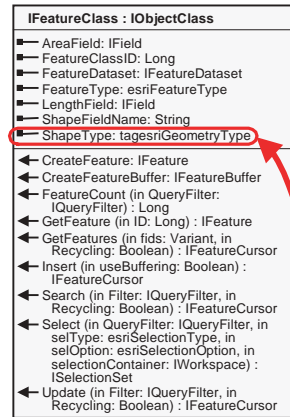 IFeatureClass : IObjectClass
AreaField: IField
FeatureClassID: Long
FeatureDataset: IFeatureDataset
FeatureType: esriFeatureType
LengthField: IField
ShapeFieldName: String
ShapeType: tagesriGeometryType
CreateFeature: IFeature
CreateFeatureBuffer: IFeatureBuffer
FeatureCount (in QueryFilter:
IQueryFilter) : Long
GetFeature (in ID: Long) : IFeature
GetFeatures (in fids: Variant, in
Recycling: Boolean) : IFeatureCursor
Insert (in useBuffering: Boolean) :
IFeatureCursor
Search (in Filter: IQueryFilter, in
Recycling: Boolean) : IFeatureCursor
Select (in QueryFilter: IQueryFilter, in
selType: esriSelectionType, in
selOption: esriSelectionOption, in
selectionContainer: IWorkspace) :
ISelectionSet
Update (in Filter: IQueryFilter, in
Recycling: Boolean) : IFeatureCursor